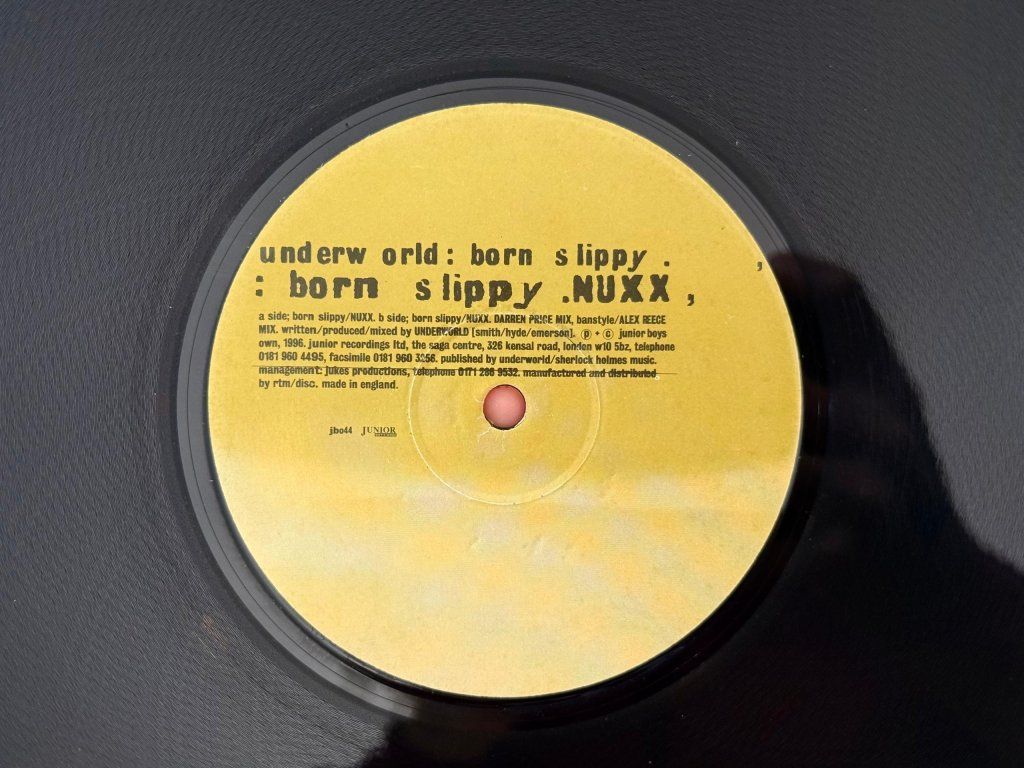 underw orld: born slippy . ,
: born slippy .NUXX ,
a side; born slippy/NUXX. b side; born slippy/NUXX. DARREN PRICE MIX, banstyle/ALEX REECE
MIX. written/produced/mixed by UNDERWORLD [smith/hyde/emerson]. ⓟ + © junior boys
own, 1996. junior recordings ltd, the saga centre, 326 kensal road, london w10 5bz, telephone
0181 960 4495, facsimile 0181 960 3256. published by underworld/sherlock holmes music.
management: jukes productions, telephone 0171 286 9532. manufactured and distributed
by rtm/disc. made in england.
jbo44 JUNIOR